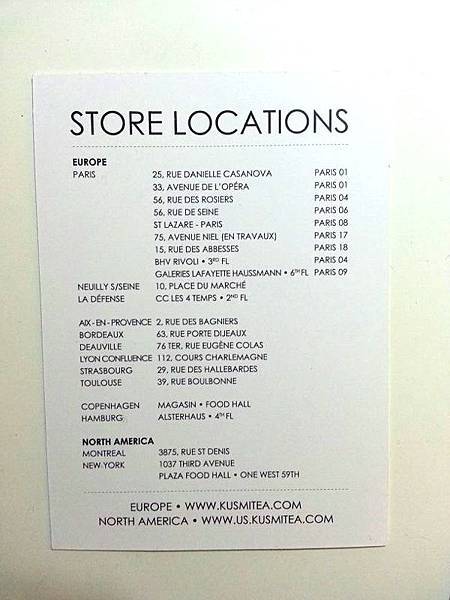 STORE LOCATIONS
EUROPE
PARIS 25, RUE DANIELLE CASANOVA PARIS 01
33, AVENUE DE L'OPÉRA PARIS 01
56, RUE DES ROSIERS PARIS 04
56, RUE DE SEINE PARIS 06
ST LAZARE - PARIS PARIS 08
75, AVENUE NIEL (EN TRAVAUX) PARIS 17
15, RUE DES ABBESSES PARIS 18
BHV RIVOLI • 3RD FL PARIS 04
GALERIES LAFAYETTE HAUSSMANN • 6TH FL PARIS 09
NEUILLY S/SEINE 10, PLACE DU MARCHÉ
LA DÉFENSE CC LES 4 TEMPS • 2ND FL
AIX-EN-PROVENCE 2, RUE DES BAGNIERS
BORDEAUX 63, RUE PORTE DIJEAUX
DEAUVILLE 76 TER, RUE EUGÈNE COLAS
LYON CONFLUENCE 112, COURS CHARLEMAGNE
STRASBOURG 29, RUE DES HALLEBARDES
TOULOUSE 39, RUE BOULBONNE
COPENHAGEN MAGASIN • FOOD HALL
HAMBURG ALSTERHAUS • 4TH FL
NORTH AMERICA
MONTREAL 3875, RUE ST DENIS
NEW-YORK 1037 THIRD AVENUE
PLAZA FOOD HALL • ONE WEST 59TH
EUROPE • WWW.KUSMITEA.COM
NORTH AMERICA • WWW.US.KUSMITEA.COM